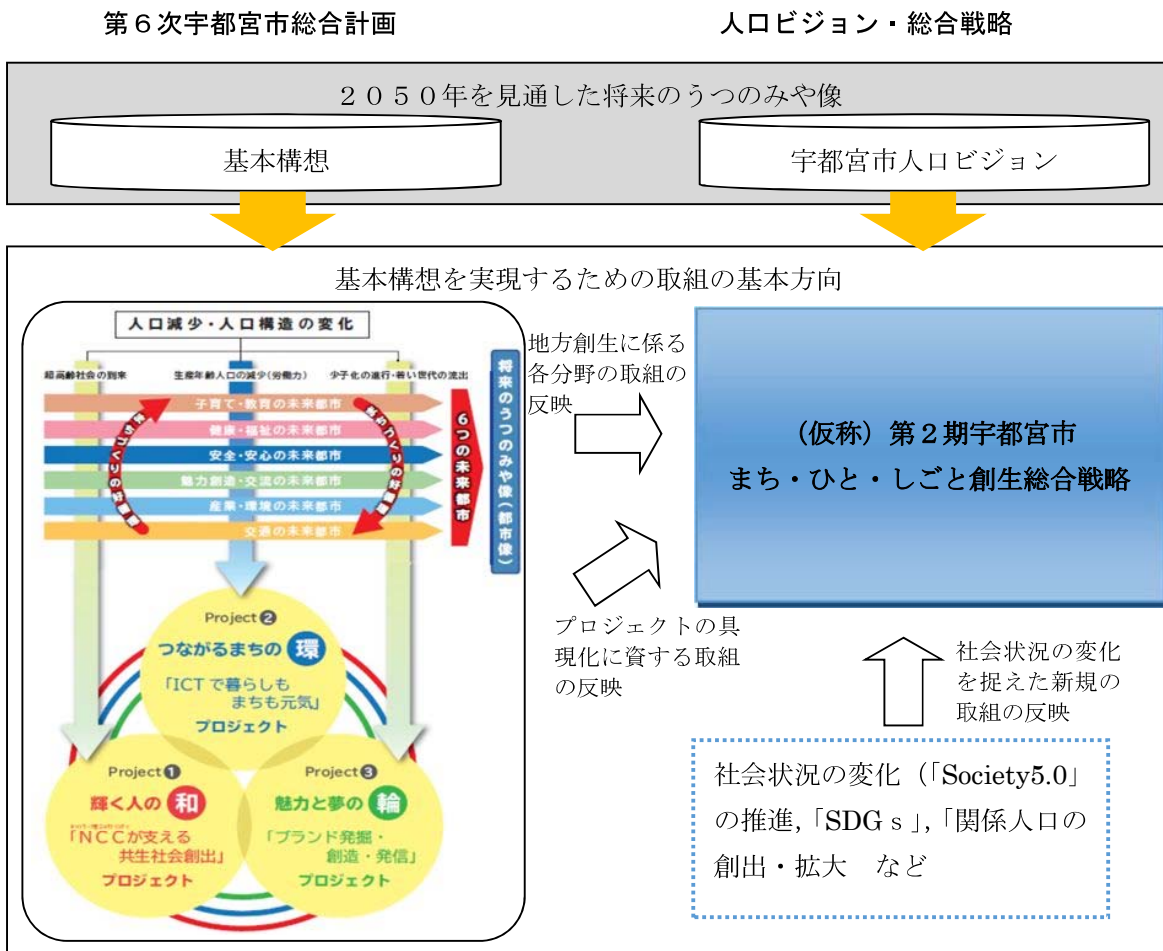 第６次宇都宮市総合計画
人口ビジョン・総合戦略
２０５０年を見通した将来のうつのみや像
基本構想
宇都宮市人口ビジョン
基本構想を実現するための取組の基本方向
人口減少・人口構造の変化
超高齢社会の到来
生産年齢人口の減少(労働力)
少子化の進行・若い世代の流出
子育て・教育の未来都市
健康・福祉の未来都市
安全・安心の未来都市
魅力創造・交流の未来都市
産業・環境の未来都市
交通の未来都市
６つの未来都市
将来のうつのみや像(都市像)
Project❷
つながるまちの 環
「ICTで暮らしも
まちも元気」
プロジェクト
Project❶
輝く人の 和
「NCCが支える
共生社会創出」
プロジェクト
Project❸
魅力と夢の 輪
「ブランド発掘・
創造・発信」
プロジェクト
地方創生に係る
各分野の取組の
反映
プロジェクトの具
現化に資する取組
の反映
（仮称）第２期宇都宮市
まち・ひと・しごと創生総合戦略
社会状況の変化
を捉えた新規の
取組の反映
社会状況の変化（「Society5.0」
の推進，「SDGｓ」，「関係人口の
創出・拡大　など